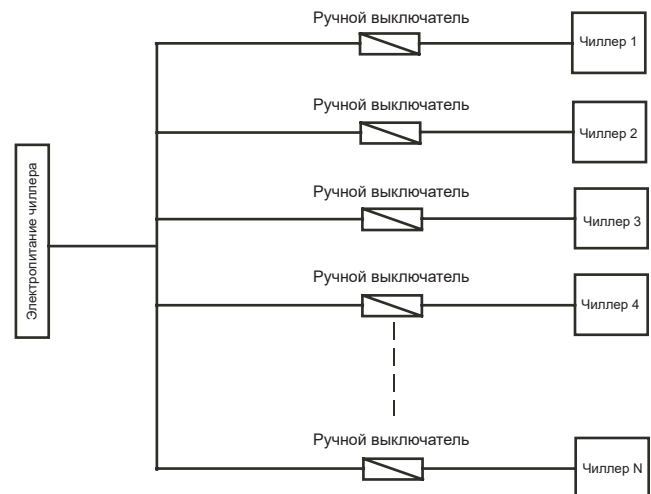 Ручной выключатель
Чиллер 1
Ручной выключатель
Чиллер 2
Электропитание чиллера
Ручной выключатель
Чиллер 3
Ручной выключатель
Чиллер 4
Ручной выключатель
Чиллер N